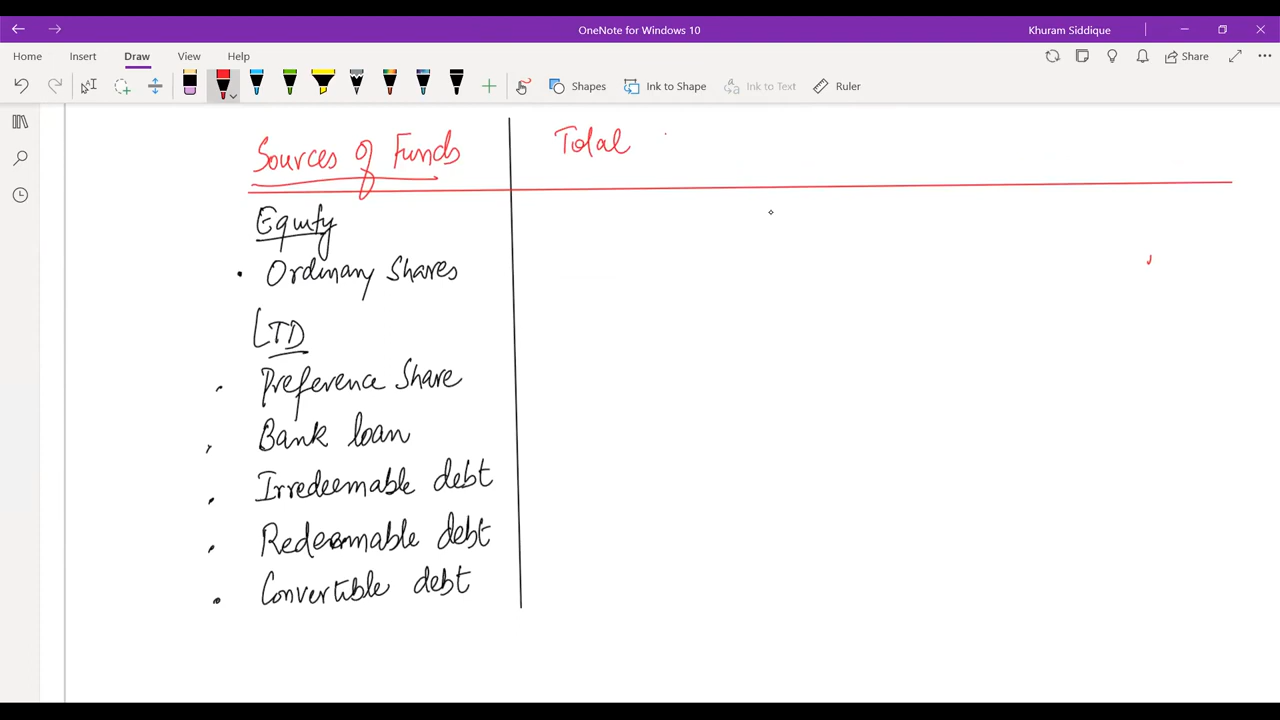 OneNote for Windows 10
Khuram Siddique
Home Insert Draw View Help
Share
Shapes Ink to Shape Ink to Text Ruler
Sources of Funds Total
Equity
• Ordinary Shares
LTD
• Preference Share
• Bank loan
• Irredeemable debt
• Redeemable debt
• Convertible debt